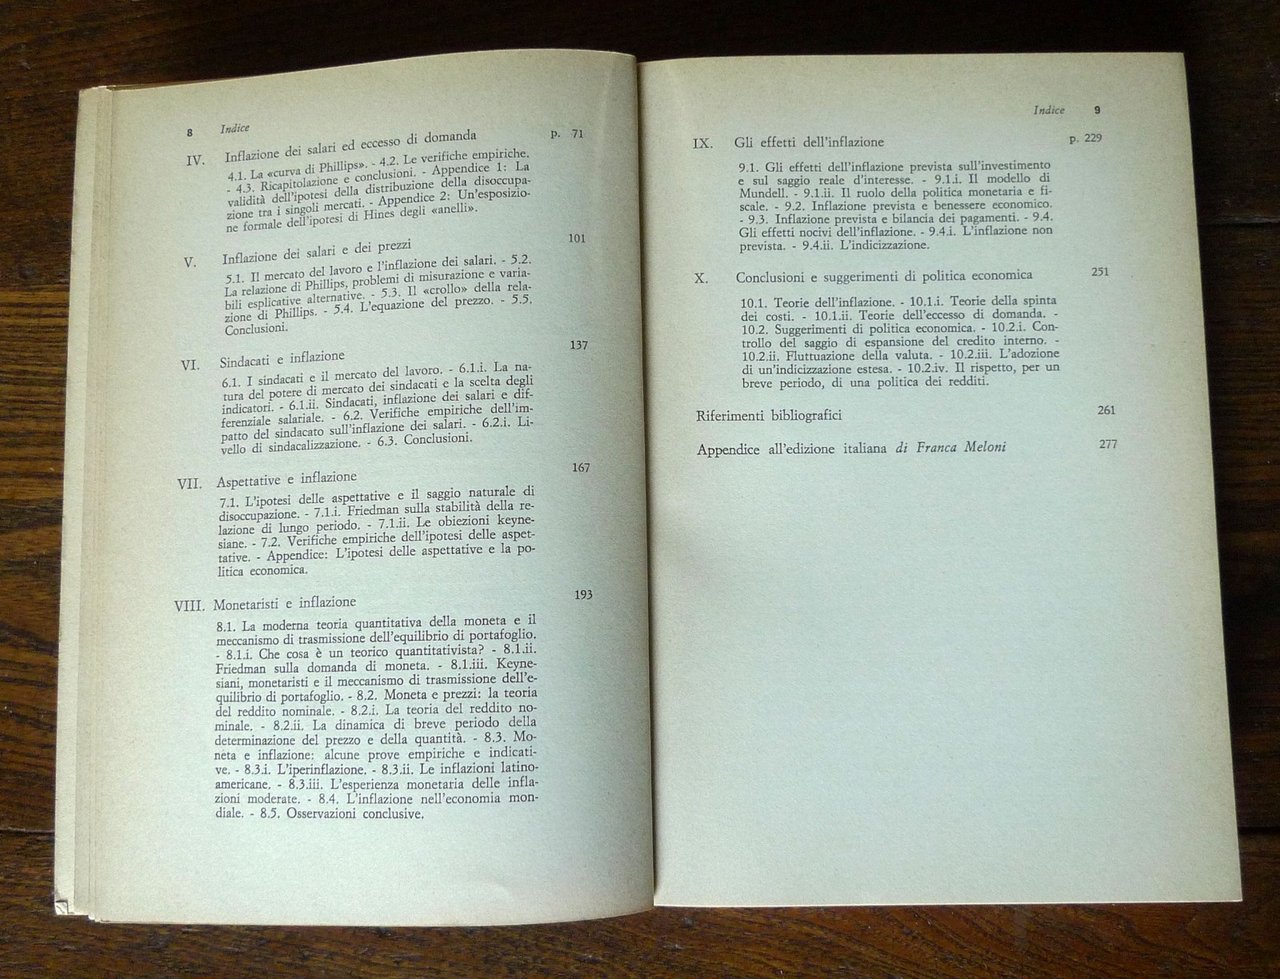 8 Indice
IV. Inflazione dei salari ed eccesso di domanda p. 71
4.1. La «curva di Phillips». - 4.2. Le verifiche empiriche.
- 4.3. Ricapitolazione e conclusioni. - Appendice 1: La
validità dell'ipotesi della distribuzione della disoccupa-
zione tra i singoli mercati. - Appendice 2: Un'esposizio-
ne formale dell'ipotesi di Hines degli «anelli».
V. Inflazione dei salari e dei prezzi 101
5.1. Il mercato del lavoro e l'inflazione dei salari. - 5.2.
La relazione di Phillips, problemi di misurazione e varia-
bili esplicative alternative. - 5.3. Il «crollo» della rela-
zione di Phillips. - 5.4. L'equazione del prezzo. - 5.5.
Conclusioni.
VI. Sindacati e inflazione 137
6.1. I sindacati e il mercato del lavoro. - 6.1.i. La na-
tura del potere di mercato dei sindacati e la scelta degli
indicatori. - 6.1.ii. Sindacati, inflazione dei salari e dif-
ferenziale salariale. - 6.2. Verifiche empiriche dell'im-
patto del sindacato sull'inflazione dei salari. - 6.2.i. Li-
vello di sindacalizzazione. - 6.3. Conclusioni.
VII. Aspettative e inflazione 167
7.1. L'ipotesi delle aspettative e il saggio naturale di
disoccupazione. - 7.1.i. Friedman sulla stabilità della re-
lazione di lungo periodo. - 7.1.ii. Le obiezioni keyne-
siane. - 7.2. Verifiche empiriche dell'ipotesi delle aspet-
tative. - Appendice: L'ipotesi delle aspettative e la po-
litica economica.
VIII. Monetaristi e inflazione 193
8.1. La moderna teoria quantitativa della moneta e il
meccanismo di trasmissione dell'equilibrio di portafoglio.
- 8.1.i. Che cosa è un teorico quantitativista? - 8.1.ii.
Friedman sulla domanda di moneta. - 8.1.iii. Keyne-
siani, monetaristi e il meccanismo di trasmissione dell'e-
quilibrio di portafoglio. - 8.2. Moneta e prezzi: la teoria
del reddito nominale. - 8.2.i. La teoria del reddito no-
minale. - 8.2.ii. La dinamica di breve periodo della
determinazione del prezzo e della quantità. - 8.3. Mo-
neta e inflazione: alcune prove empiriche e indicati-
ve. - 8.3.i. L'iperinflazione. - 8.3.ii. Le inflazioni latino-
americane. - 8.3.iii. L'esperienza monetaria delle infla-
zioni moderate. - 8.4. L'inflazione nell'economia mon-
diale. - 8.5. Osservazioni conclusive.
Indice 9
IX. Gli effetti dell'inflazione p. 229
9.1. Gli effetti dell'inflazione prevista sull'investimento
e sul saggio reale d'interesse. - 9.1.i. Il modello di
Mundell. - 9.1.ii. Il ruolo della politica monetaria e fi-
scale. - 9.2. Inflazione prevista e benessere economico.
- 9.3. Inflazione prevista e bilancia dei pagamenti. - 9.4.
Gli effetti nocivi dell'inflazione. - 9.4.i. L'inflazione non
prevista. - 9.4.ii. L'indicizzazione.
X. Conclusioni e suggerimenti di politica economica 251
10.1. Teorie dell'inflazione. - 10.1.i. Teorie della spinta
dei costi. - 10.1.ii. Teorie dell'eccesso di domanda. -
10.2. Suggerimenti di politica economica. - 10.2.i. Con-
trollo del saggio di espansione del credito interno. -
10.2.ii. Fluttuazione della valuta. - 10.2.iii. L'adozione
di un'indicizzazione estesa. - 10.2.iv. Il rispetto, per un
breve periodo, di una politica dei redditi.
Riferimenti bibliografici 261
Appendice all'edizione italiana di Franca Meloni 277